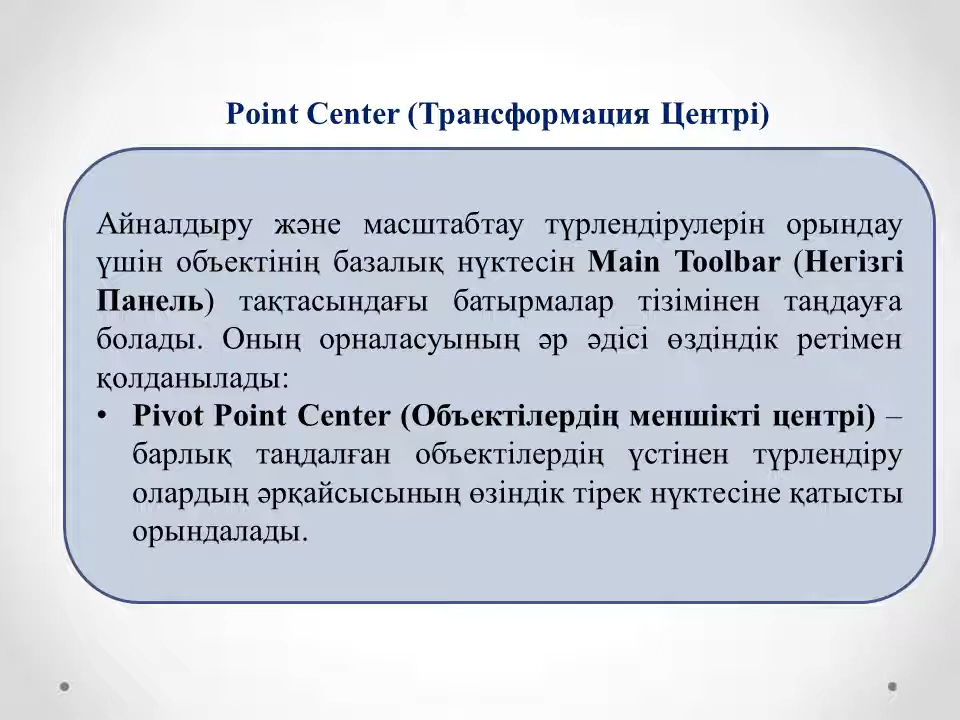 Point Center (Трансформация Центрі)
Айналдыру және масштабтау түрлендірулерін орындау
үшін объектінің базалық нүктесін Main Toolbar (Негізгі
Панель) тақтасындағы батырмалар тізімінен таңдауға
болады. Оның орналасуының әр әдісі өздіндік ретімен
қолданылады:
• Pivot Point Center (Объектілердің меншікті центрі) –
барлық таңдалған объектілердің үстінен түрлендіру
олардың әрқайсысының өзіндік тірек нүктесіне қатысты
орындалады.